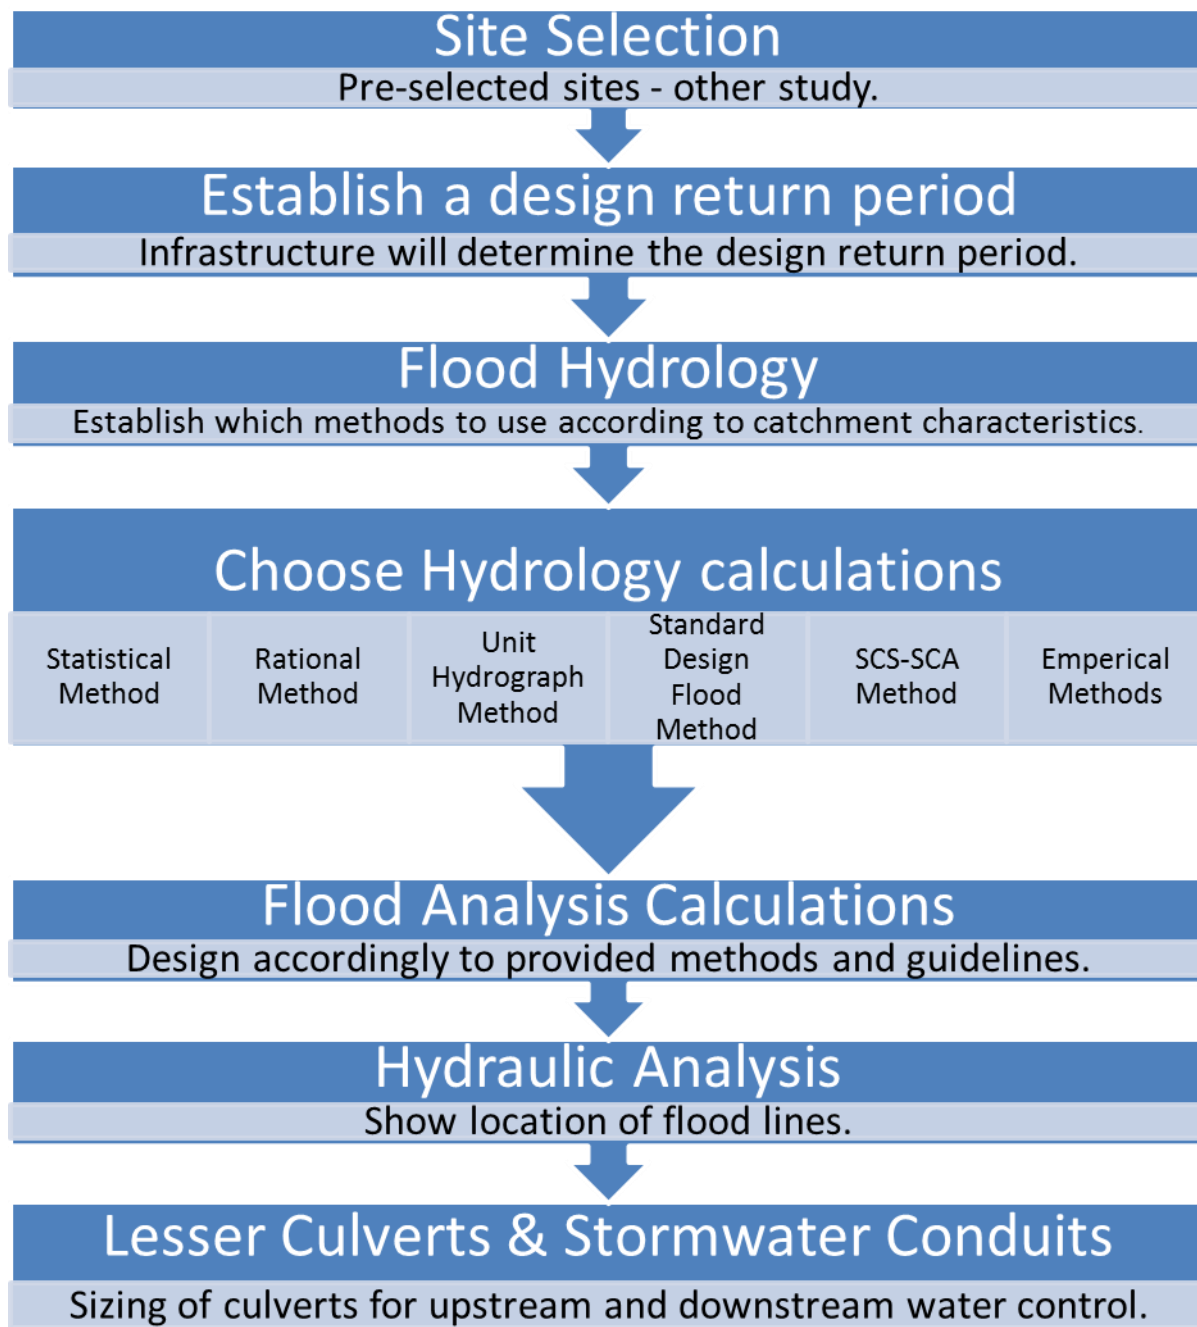 Site Selection
Pre-selected sites - other study.
Establish a design return period
Infrastructure will determine the design return period.
Flood Hydrology
Establish which methods to use according to catchment characteristics.
Choose Hydrology calculations
Statistical
Method
Rational
Method
Unit
Hydrograph
Method
Standard
Design
Flood
Method
SCS-SCA
Method
Emperical
Methods
Flood Analysis Calculations
Design accordingly to provided methods and guidelines.
Hydraulic Analysis
Show location of flood lines.
Lesser Culverts & Stormwater Conduits
Sizing of culverts for upstream and downstream water control.